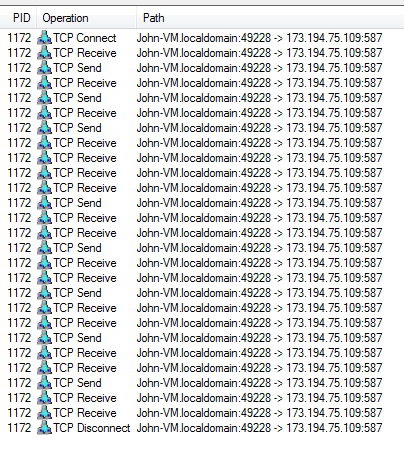 PID Operation Path
1172 TCP Connect John-VM.localdomain:49228 -> 173.194.75.109:587
1172 TCP Receive John-VM.localdomain:49228 -> 173.194.75.109:587
1172 TCP Send John-VM.localdomain:49228 -> 173.194.75.109:587
1172 TCP Receive John-VM.localdomain:49228 -> 173.194.75.109:587
1172 TCP Receive John-VM.localdomain:49228 -> 173.194.75.109:587
1172 TCP Receive John-VM.localdomain:49228 -> 173.194.75.109:587
1172 TCP Send John-VM.localdomain:49228 -> 173.194.75.109:587
1172 TCP Receive John-VM.localdomain:49228 -> 173.194.75.109:587
1172 TCP Receive John-VM.localdomain:49228 -> 173.194.75.109:587
1172 TCP Receive John-VM.localdomain:49228 -> 173.194.75.109:587
1172 TCP Receive John-VM.localdomain:49228 -> 173.194.75.109:587
1172 TCP Send John-VM.localdomain:49228 -> 173.194.75.109:587
1172 TCP Receive John-VM.localdomain:49228 -> 173.194.75.109:587
1172 TCP Receive John-VM.localdomain:49228 -> 173.194.75.109:587
1172 TCP Send John-VM.localdomain:49228 -> 173.194.75.109:587
1172 TCP Receive John-VM.localdomain:49228 -> 173.194.75.109:587
1172 TCP Receive John-VM.localdomain:49228 -> 173.194.75.109:587
1172 TCP Send John-VM.localdomain:49228 -> 173.194.75.109:587
1172 TCP Receive John-VM.localdomain:49228 -> 173.194.75.109:587
1172 TCP Receive John-VM.localdomain:49228 -> 173.194.75.109:587
1172 TCP Send John-VM.localdomain:49228 -> 173.194.75.109:587
1172 TCP Receive John-VM.localdomain:49228 -> 173.194.75.109:587
1172 TCP Receive John-VM.localdomain:49228 -> 173.194.75.109:587
1172 TCP Send John-VM.localdomain:49228 -> 173.194.75.109:587
1172 TCP Receive John-VM.localdomain:49228 -> 173.194.75.109:587
1172 TCP Receive John-VM.localdomain:49228 -> 173.194.75.109:587
1172 TCP Disconnect John-VM.localdomain:49228 -> 173.194.75.109:587